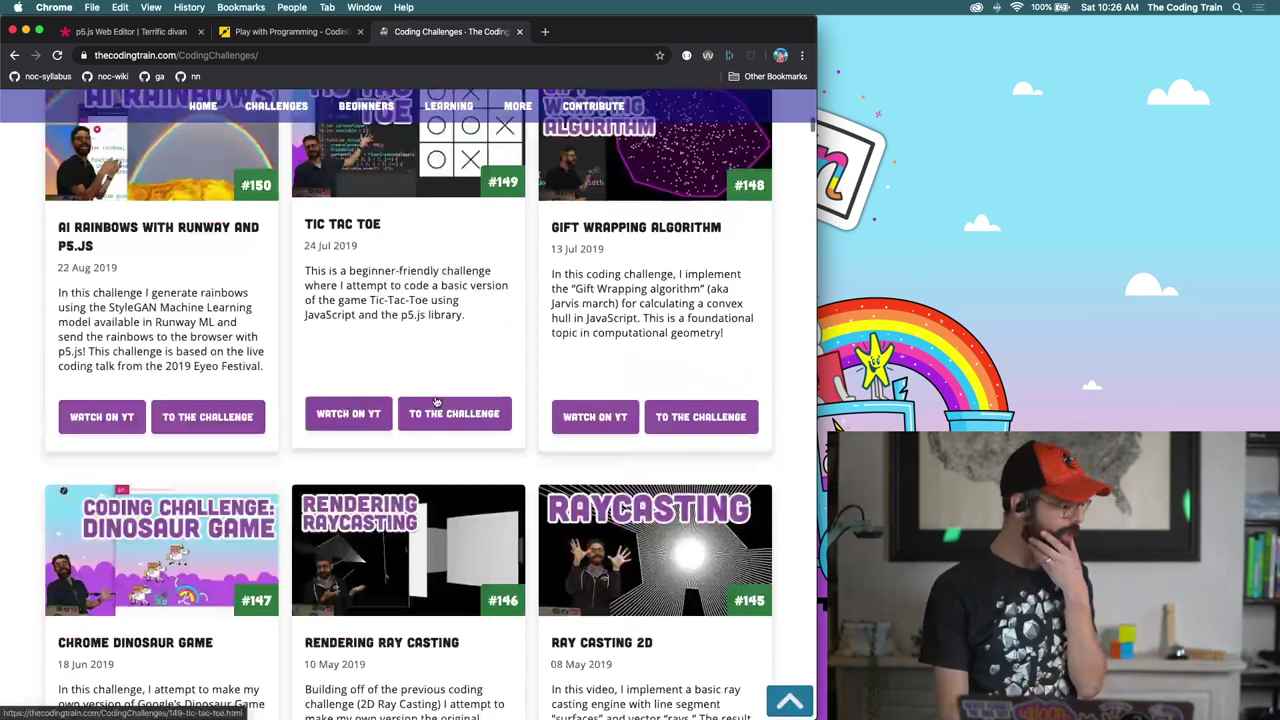 Chrome File Edit View History Bookmarks People Tab Window Help 100% Sat 10:26 AM The Coding Train
p5.js Web Editor | Terrific divan
Play with Programming - CodinG
Coding Challenges · The Coding
thecodingtrain.com/CodingChallenges/
noc-syllabus noc-wiki ga nn Other Bookmarks
HOME CHALLENGES BEGINNERS LEARNING MORE CONTRIBUTE
AI RAINBOWS
TAC
TOE
GIFT
WRAPPING
ALGORITHM
#150
#149
#148
AI RAINBOWS WITH RUNWAY AND
P5.JS
22 Aug 2019
In this challenge I generate rainbows
using the StyleGAN Machine Learning
model available in Runway ML and
send the rainbows to the browser with
p5.js! This challenge is based on the live
coding talk from the 2019 Eyeo Festival.
WATCH ON YT TO THE CHALLENGE
TIC TAC TOE
24 Jul 2019
This is a beginner-friendly challenge
where I attempt to code a basic version
of the game Tic-Tac-Toe using
JavaScript and the p5.js library.
WATCH ON YT TO THE CHALLENGE
GIFT WRAPPING ALGORITHM
13 Jul 2019
In this coding challenge, I implement
the “Gift Wrapping algorithm” (aka
Jarvis march) for calculating a convex
hull in JavaScript. This is a foundational
topic in computational geometry!
WATCH ON YT TO THE CHALLENGE
CODING CHALLENGE:
DINOSAUR GAME
#147
CHROME DINOSAUR GAME
18 Jun 2019
In this challenge, I attempt to make my
own version of Google's Dinosaur Game
RENDERING
RAYCASTING
#146
RENDERING RAY CASTING
10 May 2019
Building off of the previous coding
challenge (2D Ray Casting) I attempt to
RAYCASTING
#145
RAY CASTING 2D
08 May 2019
In this video, I implement a basic ray
casting engine with line segment
"surfaces" and vector "rays." The result
https://thecodingtrain.com/CodingChallenges/149-tic-tac-toe.html